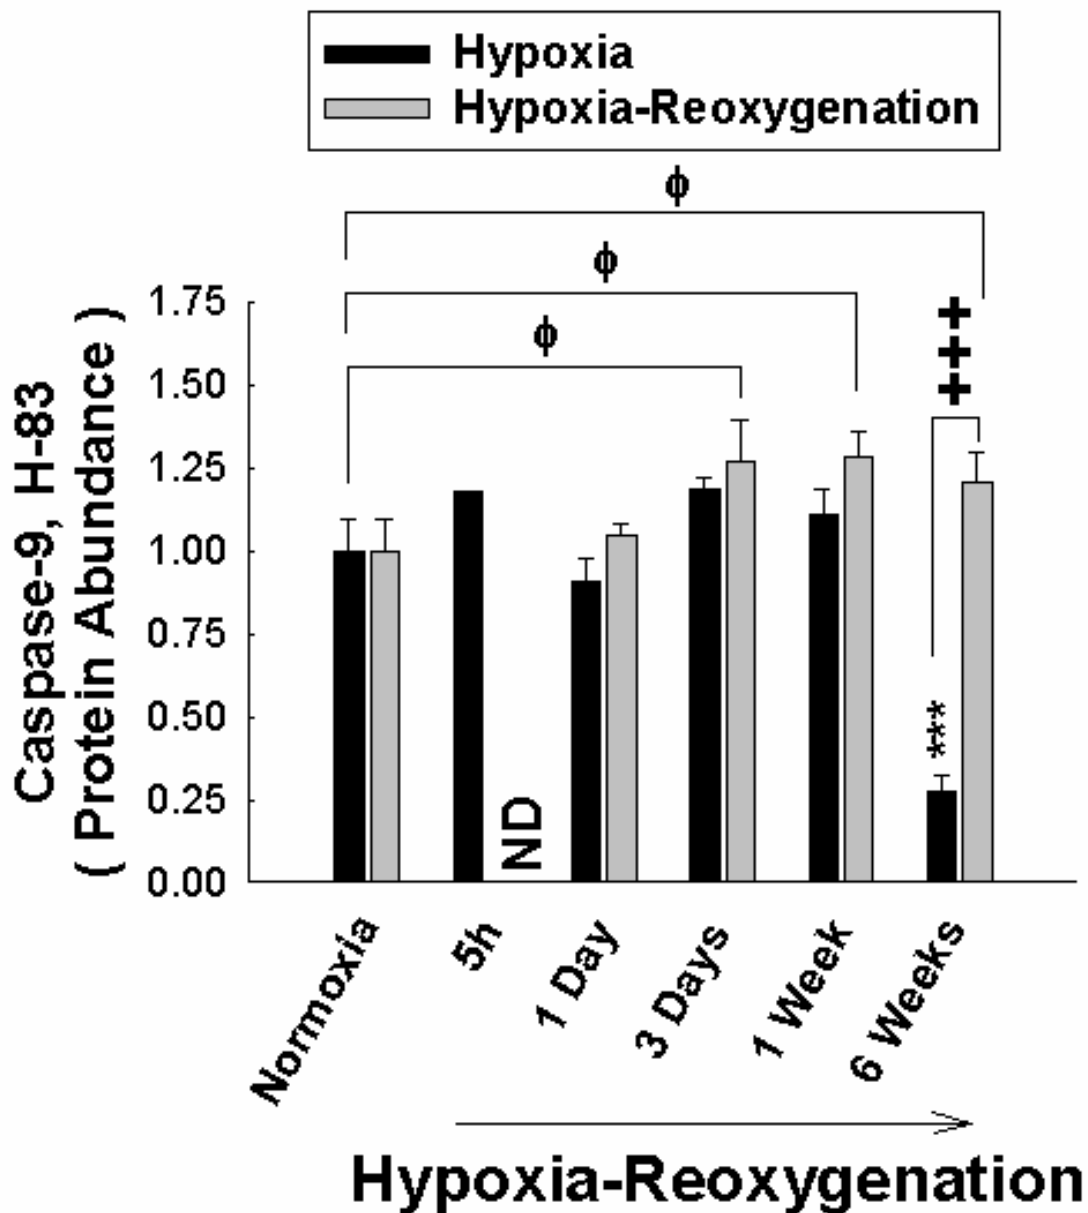 Hypoxia
Hypoxia-Reoxygenation
ϕ
ϕ
ϕ
Caspase-9, H-83
( Protein Abundance )
1.75
1.50
1.25
1.00
0.75
0.50
0.25
0.00
+++
***
ND
Normoxia
5h
1 Day
3 Days
1 Week
6 Weeks
Hypoxia-Reoxygenation